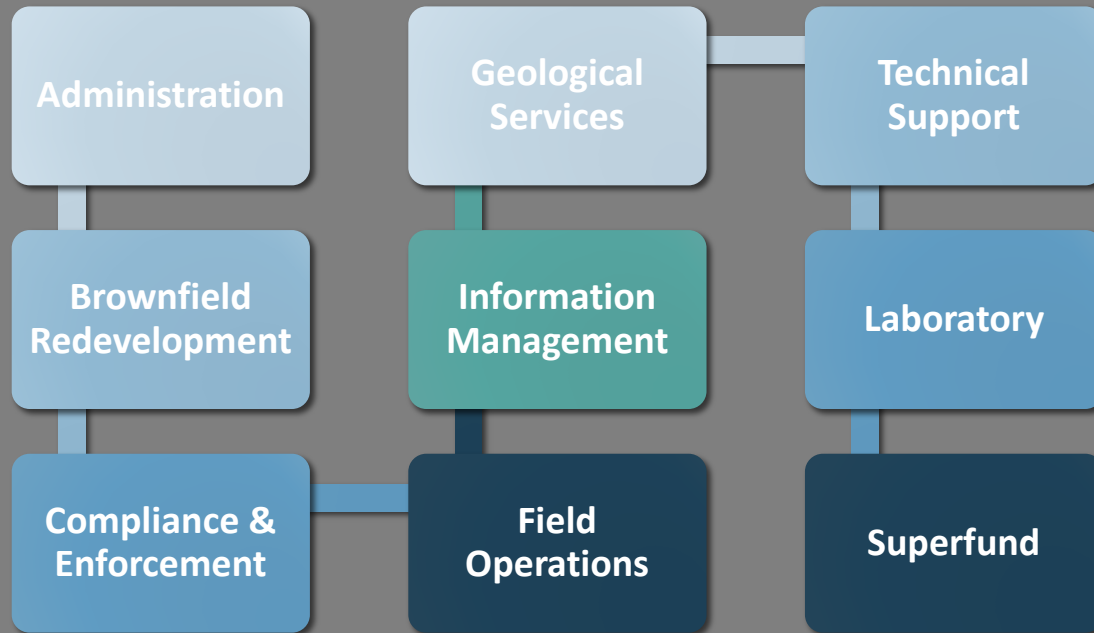 Administration
Brownfield
Redevelopment
Compliance &
Enforcement
Field
Operations
Information
Management
Geological
Services
Technical
Support
Laboratory
Superfund